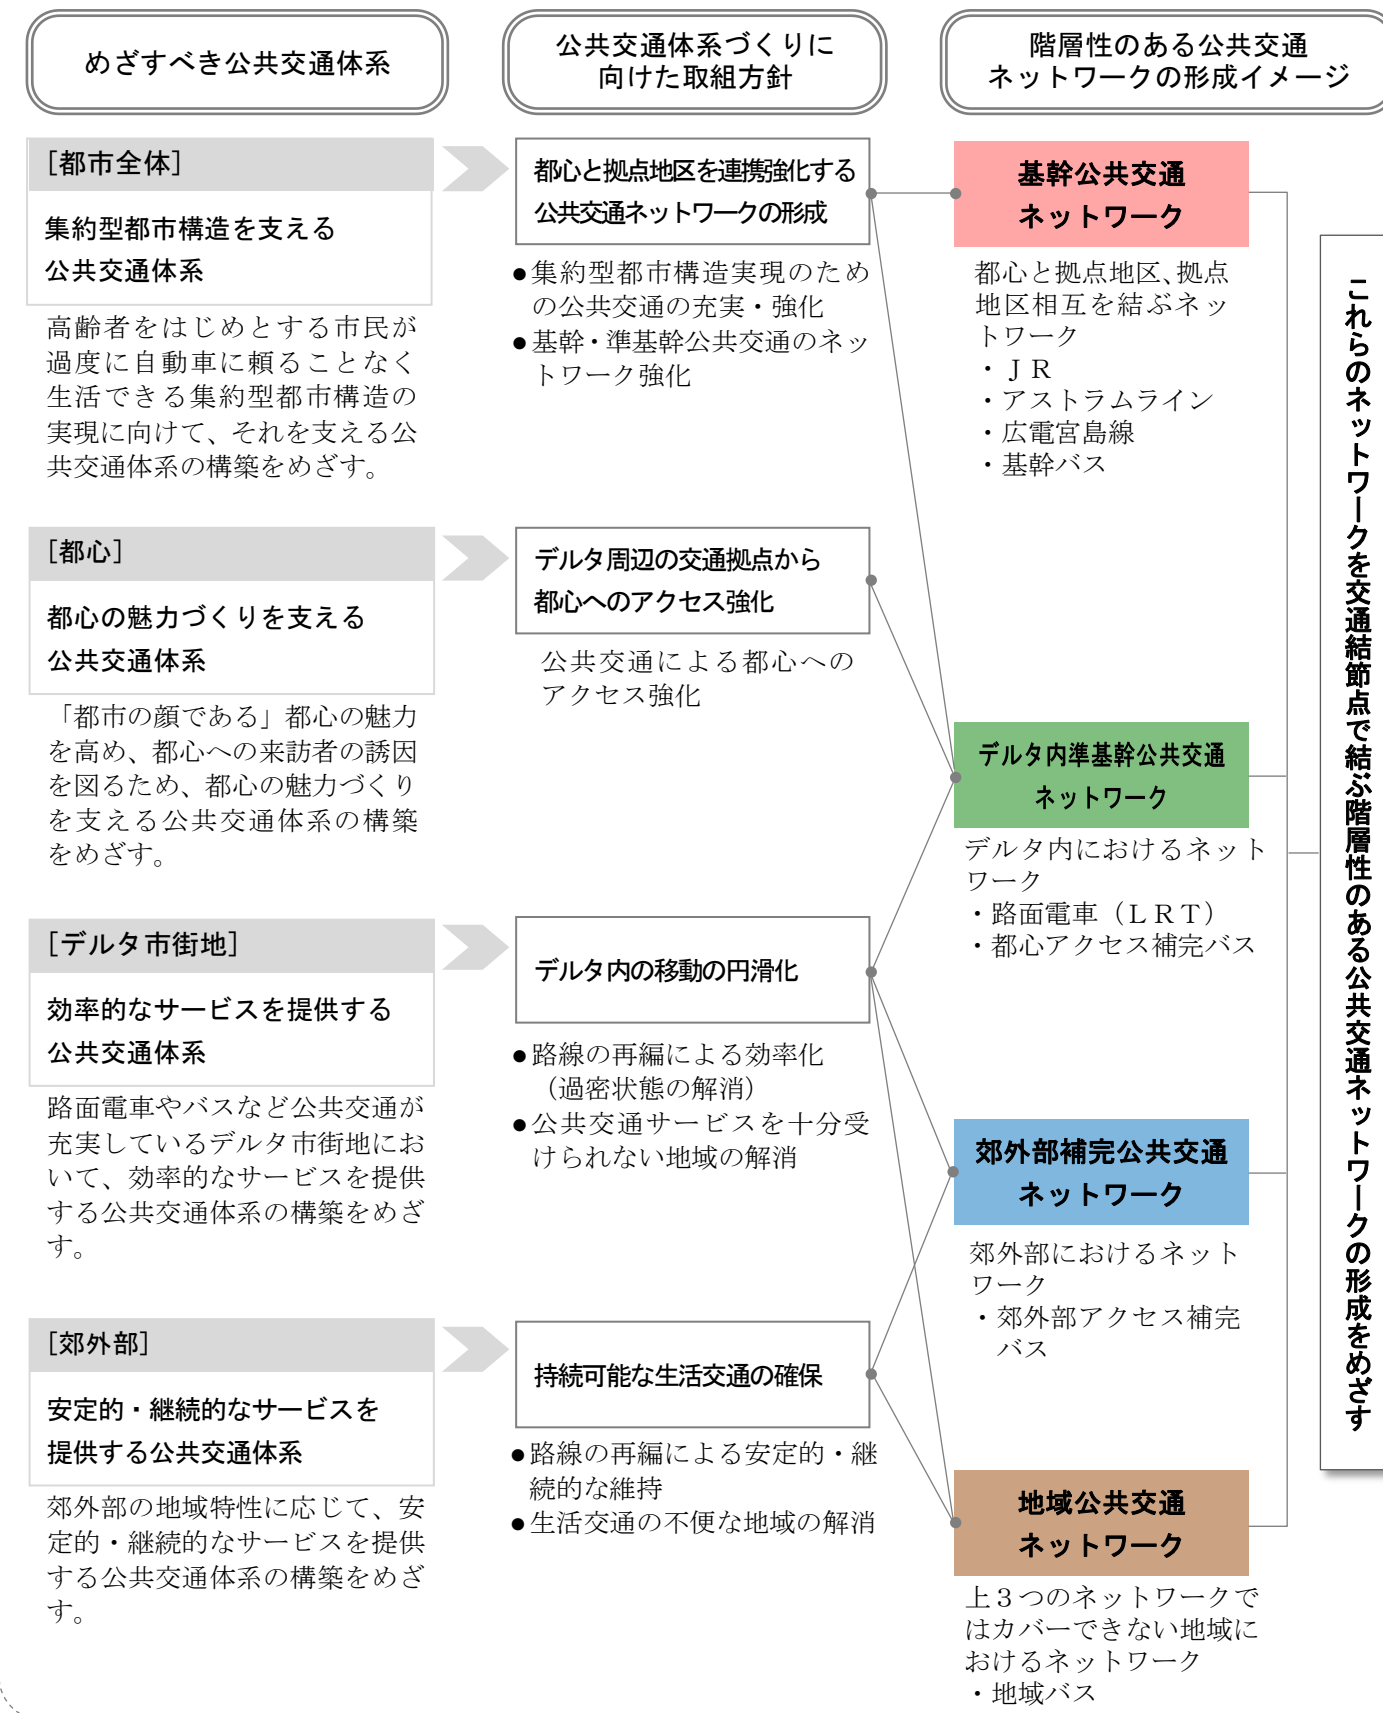 めざすべき公共交通体系
公共交通体系づくりに
向けた取組方針
階層性のある公共交通
ネットワークの形成イメージ
［都市全体］
集約型都市構造を支える
公共交通体系
高齢者をはじめとする市民が
過度に自動車に頼ることなく
生活できる集約型都市構造の
実現に向けて、それを支える公
共交通体系の構築をめざす。
都心と拠点地区を連携強化する
公共交通ネットワークの形成
●集約型都市構造実現のため
の公共交通の充実・強化
●基幹・準基幹公共交通のネッ
トワーク強化
基幹公共交通
ネットワーク
都心と拠点地区、拠点
地区相互を結ぶネッ
トワーク
・ＪＲ
・アストラムライン
・広電宮島線
・基幹バス
［都心］
都心の魅力づくりを支える
公共交通体系
「都市の顔である」都心の魅力
を高め、都心への来訪者の誘因
を図るため、都心の魅力づくり
を支える公共交通体系の構築
をめざす。
デルタ周辺の交通拠点から
都心へのアクセス強化
公共交通による都心への
アクセス強化
デルタ内準基幹公共交通
ネットワーク
デルタ内におけるネット
ワーク
・路面電車（ＬＲＴ）
・都心アクセス補完バス
［デルタ市街地］
効率的なサービスを提供する
公共交通体系
路面電車やバスなど公共交通が
充実しているデルタ市街地にお
いて、効率的なサービスを提供
する公共交通体系の構築をめざ
す。
デルタ内の移動の円滑化
●路線の再編による効率化
（過密状態の解消）
●公共交通サービスを十分受
けられない地域の解消
郊外部補完公共交通
ネットワーク
郊外部におけるネット
ワーク
・郊外部アクセス補完
バス
［郊外部］
安定的・継続的なサービスを
提供する公共交通体系
郊外部の地域特性に応じて、安
定的・継続的なサービスを提供
する公共交通体系の構築をめざ
す。
持続可能な生活交通の確保
●路線の再編による安定的・継
続的な維持
●生活交通の不便な地域の解消
地域公共交通
ネットワーク
上３つのネットワークで
はカバーできない地域に
おけるネットワーク
・地域バス
これらのネットワークを交通結節点で結ぶ階層性のある公共交通ネットワークの形成をめざす